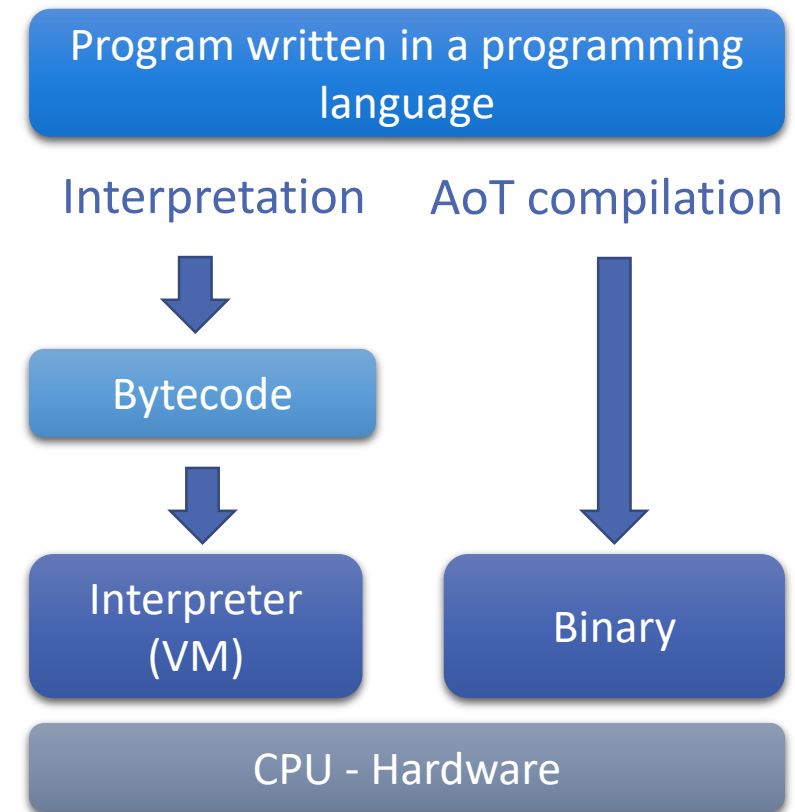 Program written in a programming
language
Interpretation
AoT compilation
Bytecode
Interpreter
(VM)
Binary
CPU - Hardware